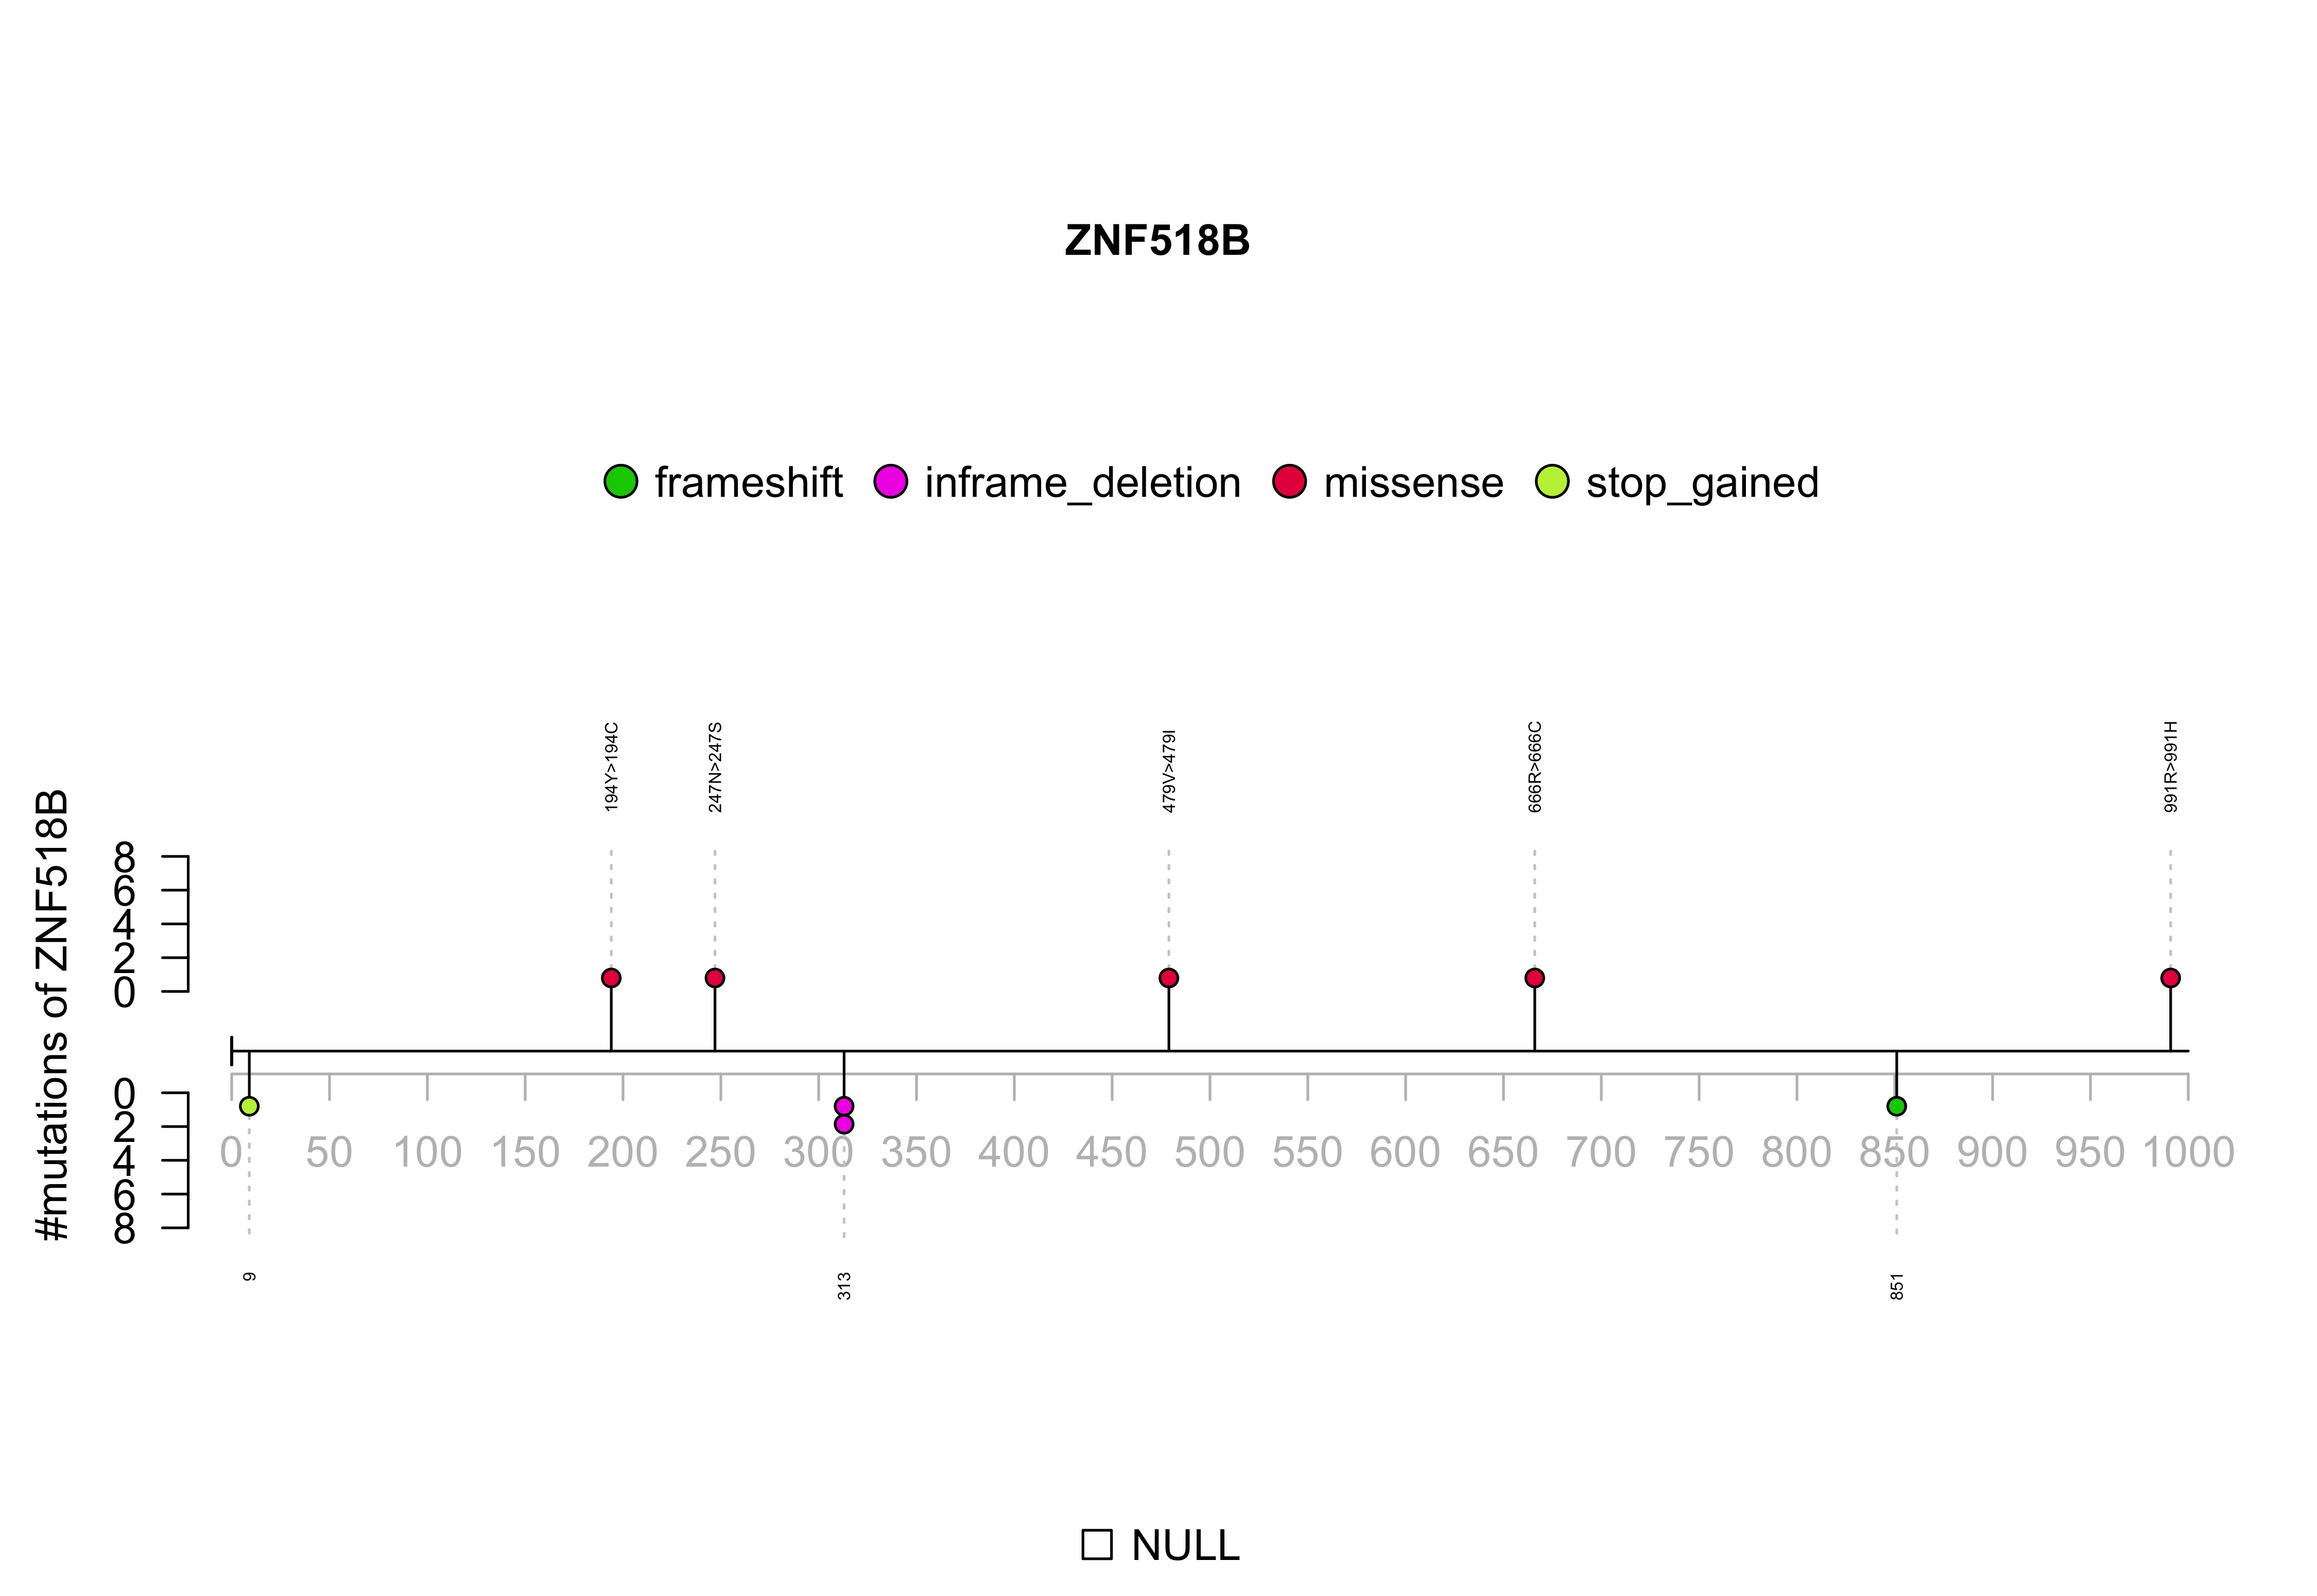 ZNF518B
frameshift inframe_deletion missense stop_gained
194Y>194C
247N>247S
479V>479I
666R>666C
991R>991H
#mutations of ZNF518B
8
6
4
2
0
0
2
4
6
8
0 50 100 150 200 250 300 350 400 450 500 550 600 650 700 750 800 850 900 950 1000
9
313
851
NULL